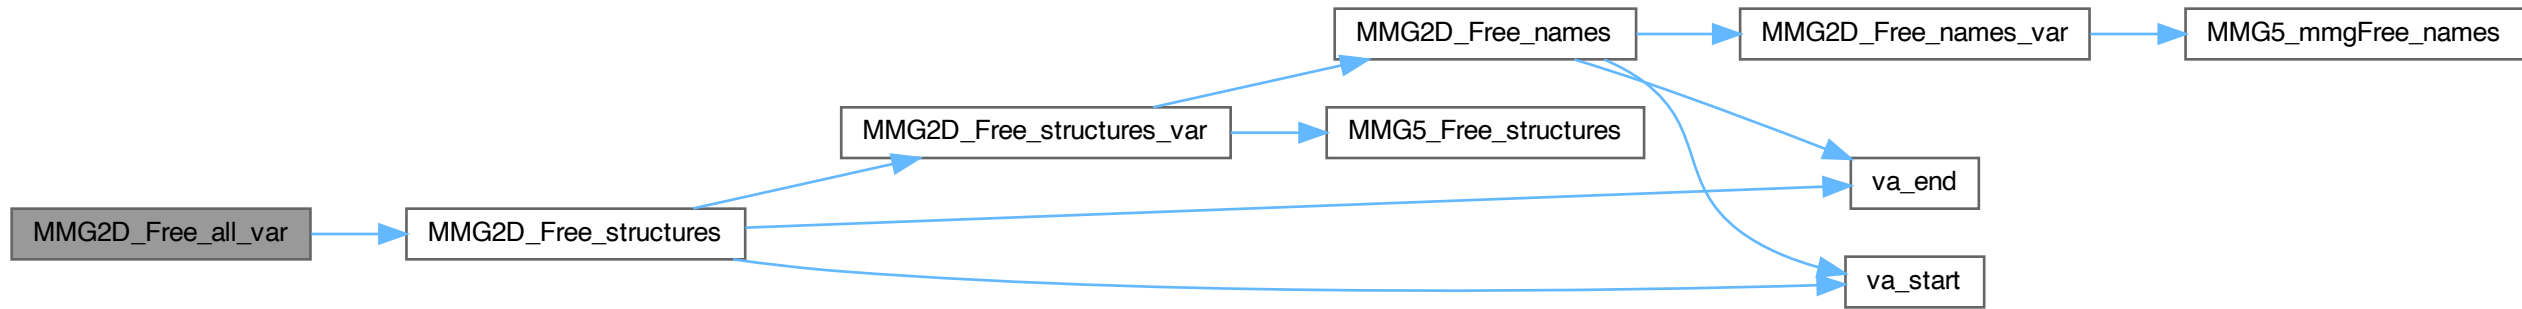 MMG2D_Free_all_var
MMG2D_Free_structures
MMG2D_Free_structures_var
MMG2D_Free_names
MMG2D_Free_names_var
MMG5_mmgFree_names
MMG5_Free_structures
va_end
va_start